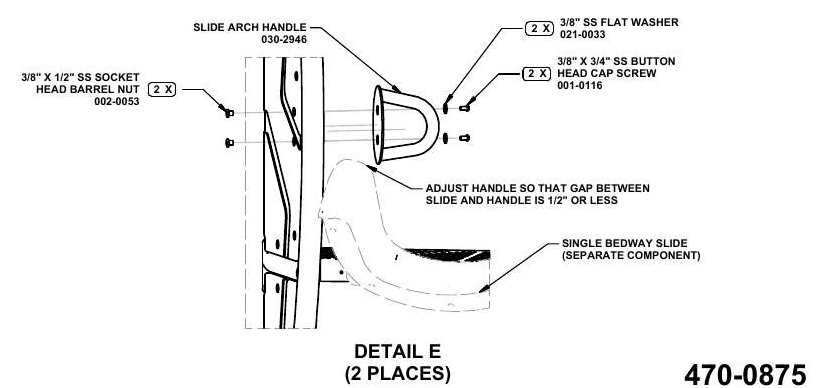 SLIDE ARCH HANDLE
030-2946
2 X
3/8" SS FLAT WASHER
021-0033
3/8" X 1/2" SS SOCKET
HEAD BARREL NUT
002-0053
2 X
2 X
3/8" X 3/4" SS BUTTON
HEAD CAP SCREW
001-0116
ADJUST HANDLE SO THAT GAP BETWEEN
SLIDE AND HANDLE IS 1/2" OR LESS
SINGLE BEDWAY SLIDE
(SEPARATE COMPONENT)
DETAIL E
(2 PLACES)
470-0875